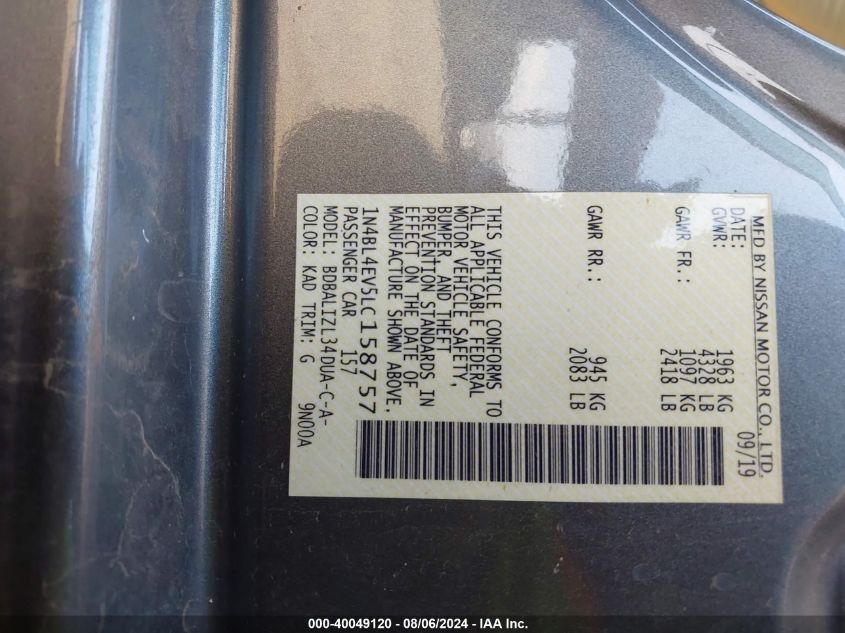 MFD BY NISSAN MOTOR CO., LTD.
DATE: 09/19
GVWR: 1963 KG
4328 LB
GAWR FR.: 1097 KG
2418 LB
GAWR RR.: 945 KG
2083 LB
THIS VEHICLE CONFORMS TO
ALL APPLICABLE FEDERAL
MOTOR VEHICLE SAFETY,
BUMPER, AND THEFT
PREVENTION STANDARDS IN
EFFECT ON THE DATE OF
MANUFACTURE SHOWN ABOVE.
1N4BL4EV5LC158757
PASSENGER CAR 157
MODEL: BDBALIZL34DUA-C-A-
COLOR: KAD TRIM: G 9N00A
000-40049120 - 08/06/2024 - IAA Inc.